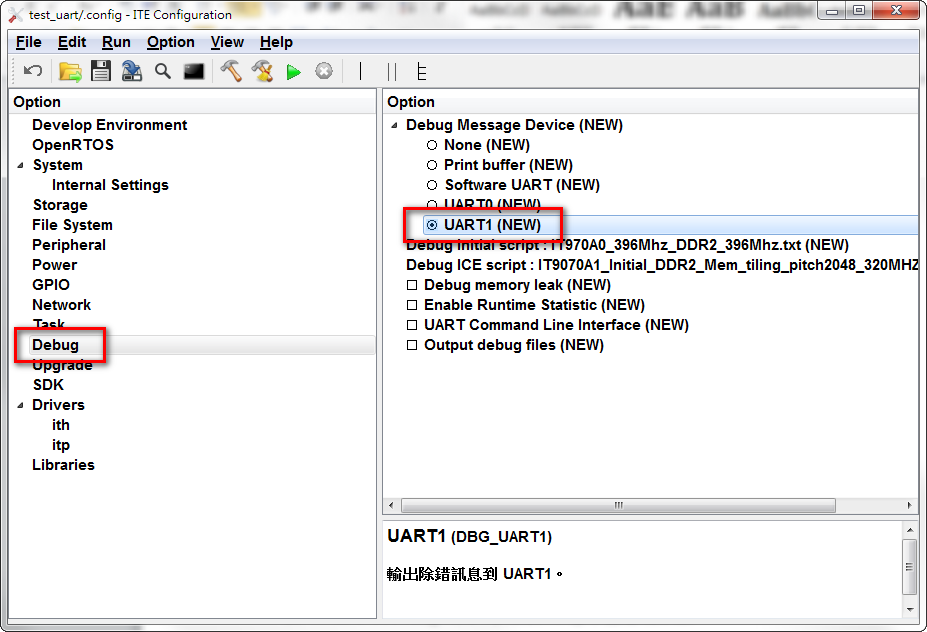 test_uart/.config - ITE Configuration
File Edit Run Option View Help
Option
Develop Environment
OpenRTOS
System
Internal Settings
Storage
File System
Peripheral
Power
GPIO
Network
Task
Debug
Upgrade
SDK
Drivers
ith
itp
Libraries
Option
Debug Message Device (NEW)
None (NEW)
Print buffer (NEW)
Software UART (NEW)
UART0 (NEW)
UART1 (NEW)
Debug Initial script : IT970A0_396Mhz_DDR2_396Mhz.txt (NEW)
Debug ICE script : IT9070A1_Initial_DDR2_Mem_tiling_pitch2048_320MHZ
Debug memory leak (NEW)
Enable Runtime Statistic (NEW)
UART Command Line Interface (NEW)
Output debug files (NEW)
UART1 (DBG_UART1)
輸出除錯訊息到 UART1。